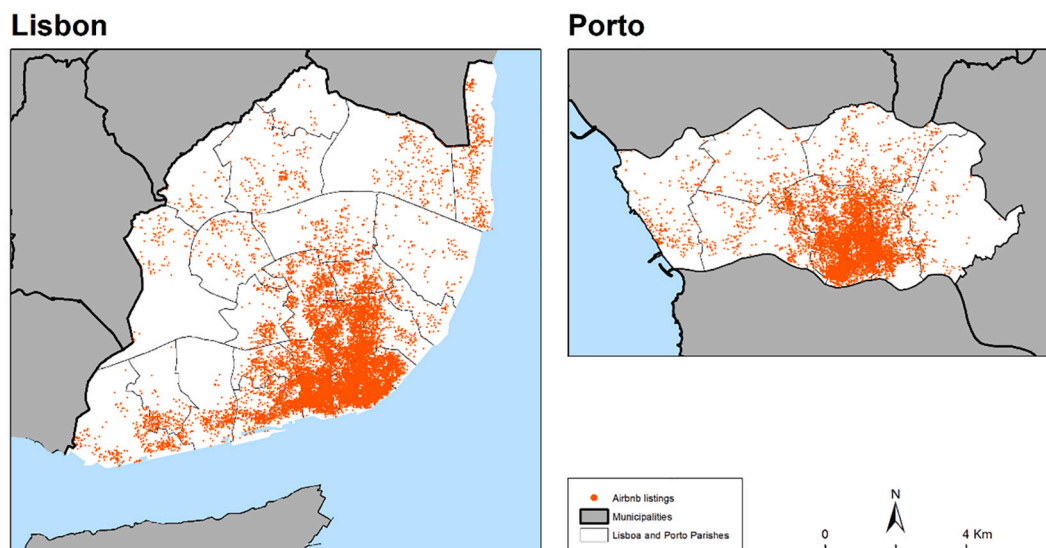 Lisbon
Porto
Airbnb listings
Municipalities
Lisboa and Porto Parishes
N
0 4 Km